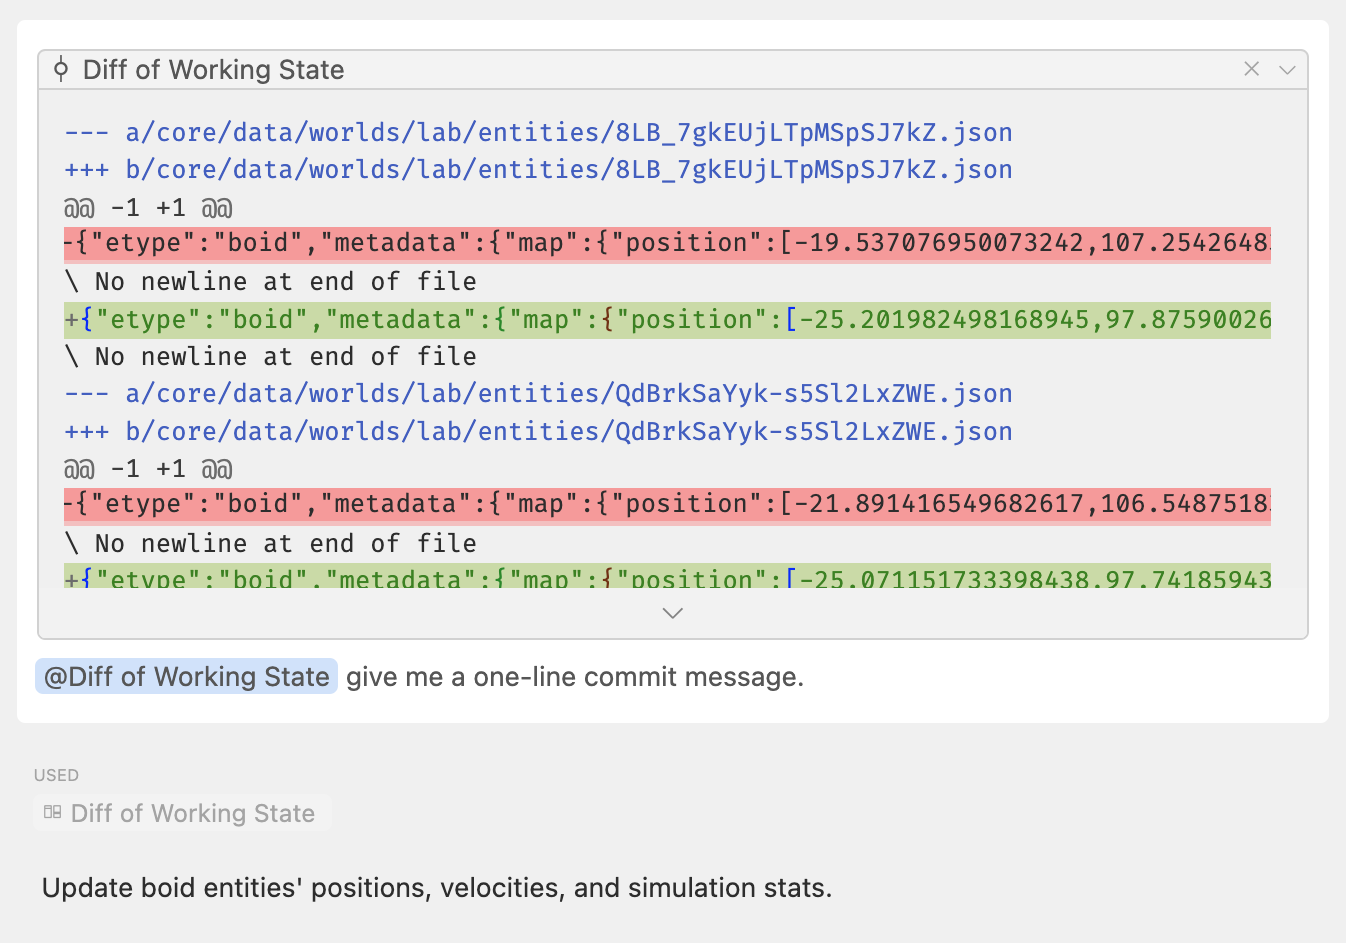 Diff of Working State
--- a/core/data/worlds/lab/entities/8LB_7gkEUjLTpMSpSJ7kZ.json
+++ b/core/data/worlds/lab/entities/8LB_7gkEUjLTpMSpSJ7kZ.json
@@ -1 +1 @@
-{"etype":"boid","metadata":{"map":{"position":[-19.537076950073242,107.2542648
\ No newline at end of file
+{"etype":"boid","metadata":{"map":{"position":[-25.201982498168945,97.87590026
\ No newline at end of file
--- a/core/data/worlds/lab/entities/QdBrkSaYyk-s5Sl2LxZWE.json
+++ b/core/data/worlds/lab/entities/QdBrkSaYyk-s5Sl2LxZWE.json
@@ -1 +1 @@
-{"etype":"boid","metadata":{"map":{"position":[-21.891416549682617,106.5487518
\ No newline at end of file
+{"etype":"boid","metadata":{"map":{"position":[-25.071151733398438,97.74185943
@Diff of Working State give me a one-line commit message.
USED
Diff of Working State
Update boid entities' positions, velocities, and simulation stats.